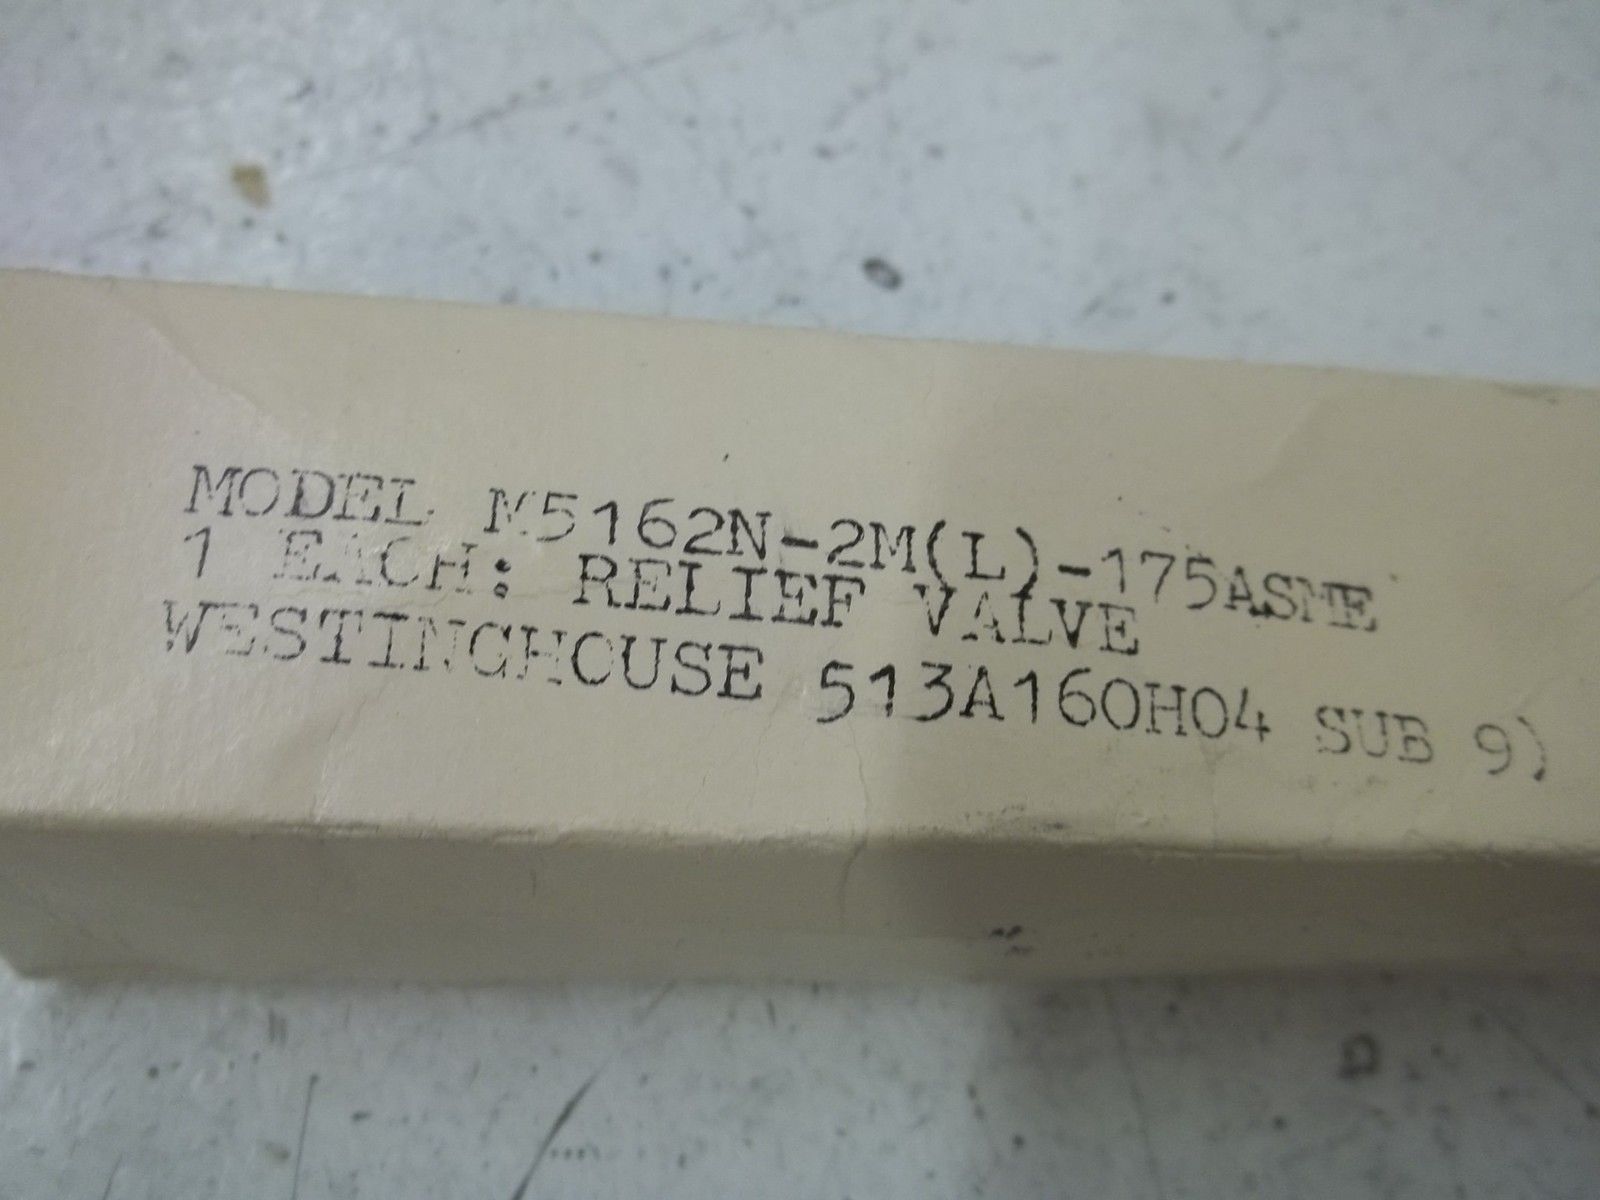 MODEL M5162N-2M(L)-175ASME
1 EACH: RELIEF VALVE
WESTINGHOUSE 513A160H04 SUB 9)